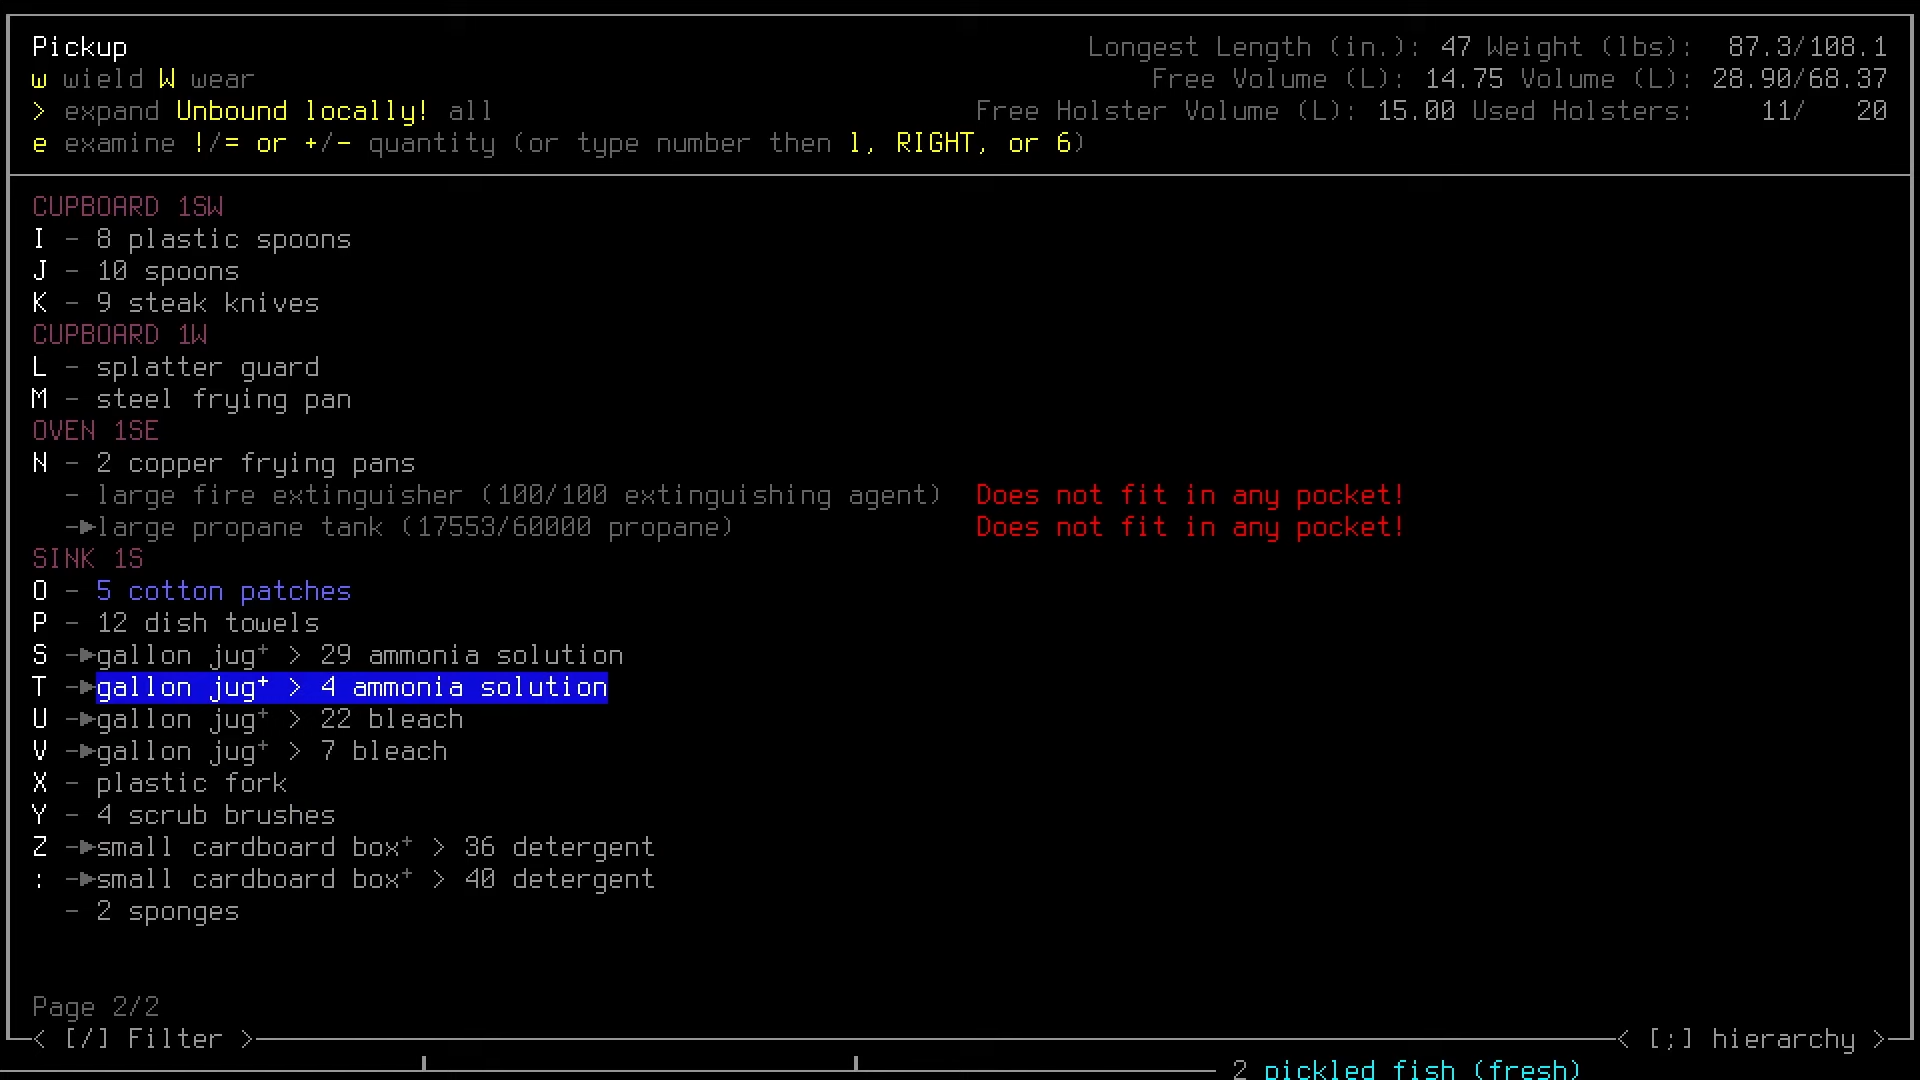 Pickup Longest Length (in.): 47 Weight (lbs): 87.3/108.1
w wield W wear Free Volume (L): 14.75 Volume (L): 28.90/68.37
> expand Unbound locally! all Free Holster Volume (L): 15.00 Used Holsters: 11/ 20
e examine !/= or +/- quantity (or type number then l, RIGHT, or 6)
CUPBOARD 1SW
I - 8 plastic spoons
J - 10 spoons
K - 9 steak knives
CUPBOARD 1W
L - splatter guard
M - steel frying pan
OVEN 1SE
N - 2 copper frying pans
- large fire extinguisher (100/100 extinguishing agent) Does not fit in any pocket!
-▶large propane tank (17553/60000 propane) Does not fit in any pocket!
SINK 1S
O - 5 cotton patches
P - 12 dish towels
S -▶gallon jug⁺ > 29 ammonia solution
T -▶gallon jug⁺ > 4 ammonia solution
U -▶gallon jug⁺ > 22 bleach
V -▶gallon jug⁺ > 7 bleach
X - plastic fork
Y - 4 scrub brushes
Z -▶small cardboard box⁺ > 36 detergent
: -▶small cardboard box⁺ > 40 detergent
- 2 sponges
Page 2/2
< [/] Filter > < [;] hierarchy >
2 pickled fish (fresh)